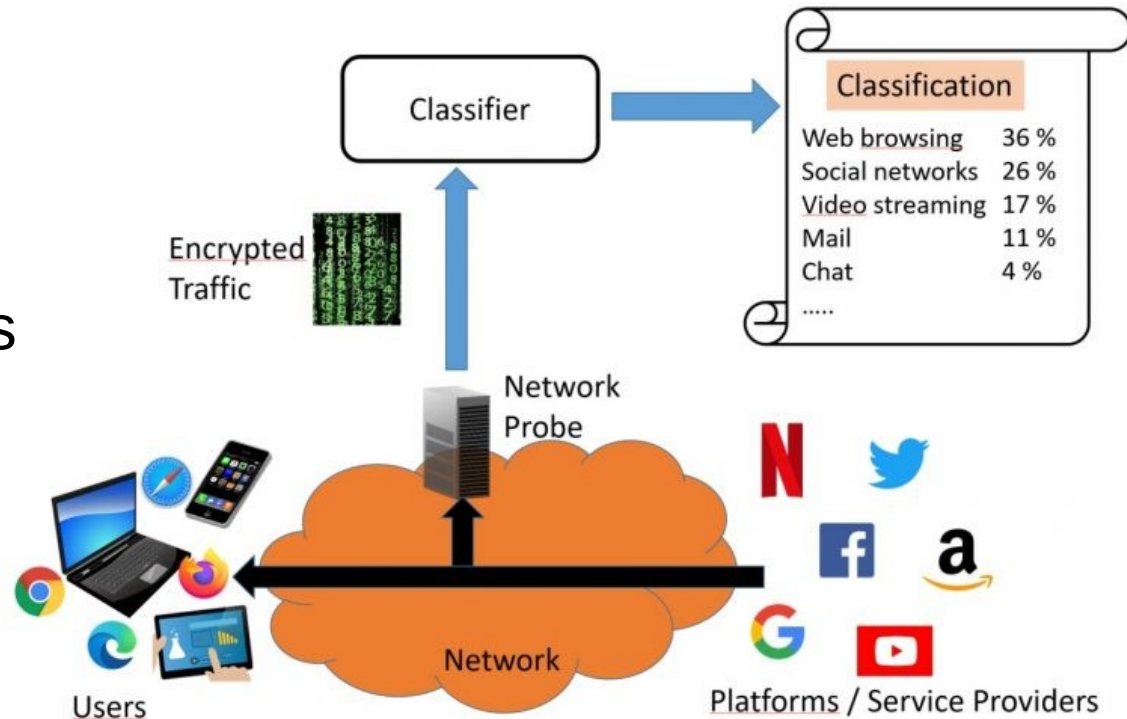 Classifier
Classification
Web browsing 36 %
Social networks 26 %
Video streaming 17 %
Mail 11 %
Chat 4 %
.....
Encrypted
Traffic
s
Network
Probe
N
f
a
G
Network
Users
Platforms / Service Providers